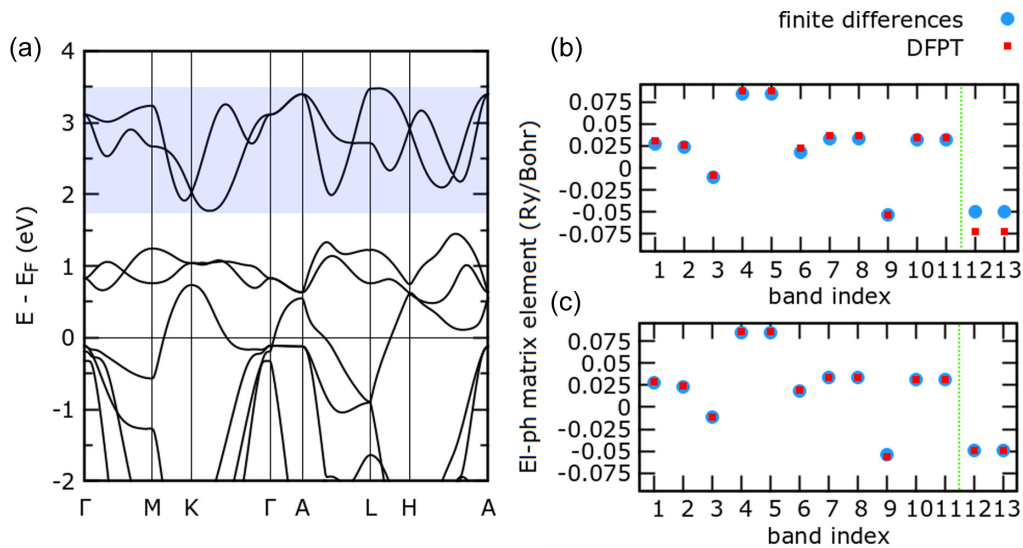 (a)
4
3
2
1
0
-1
-2
E - EF (eV)
Γ M K Γ A L H A
finite differences
DFPT
(b)
0.075
0.05
0.025
0
-0.025
-0.05
-0.075
1 2 3 4 5 6 7 8 9 10 11 12 13
band index
El-ph matrix element (Ry/Bohr)
(c)
0.075
0.05
0.025
0
-0.025
-0.05
-0.075
1 2 3 4 5 6 7 8 9 10 11 12 13
band index